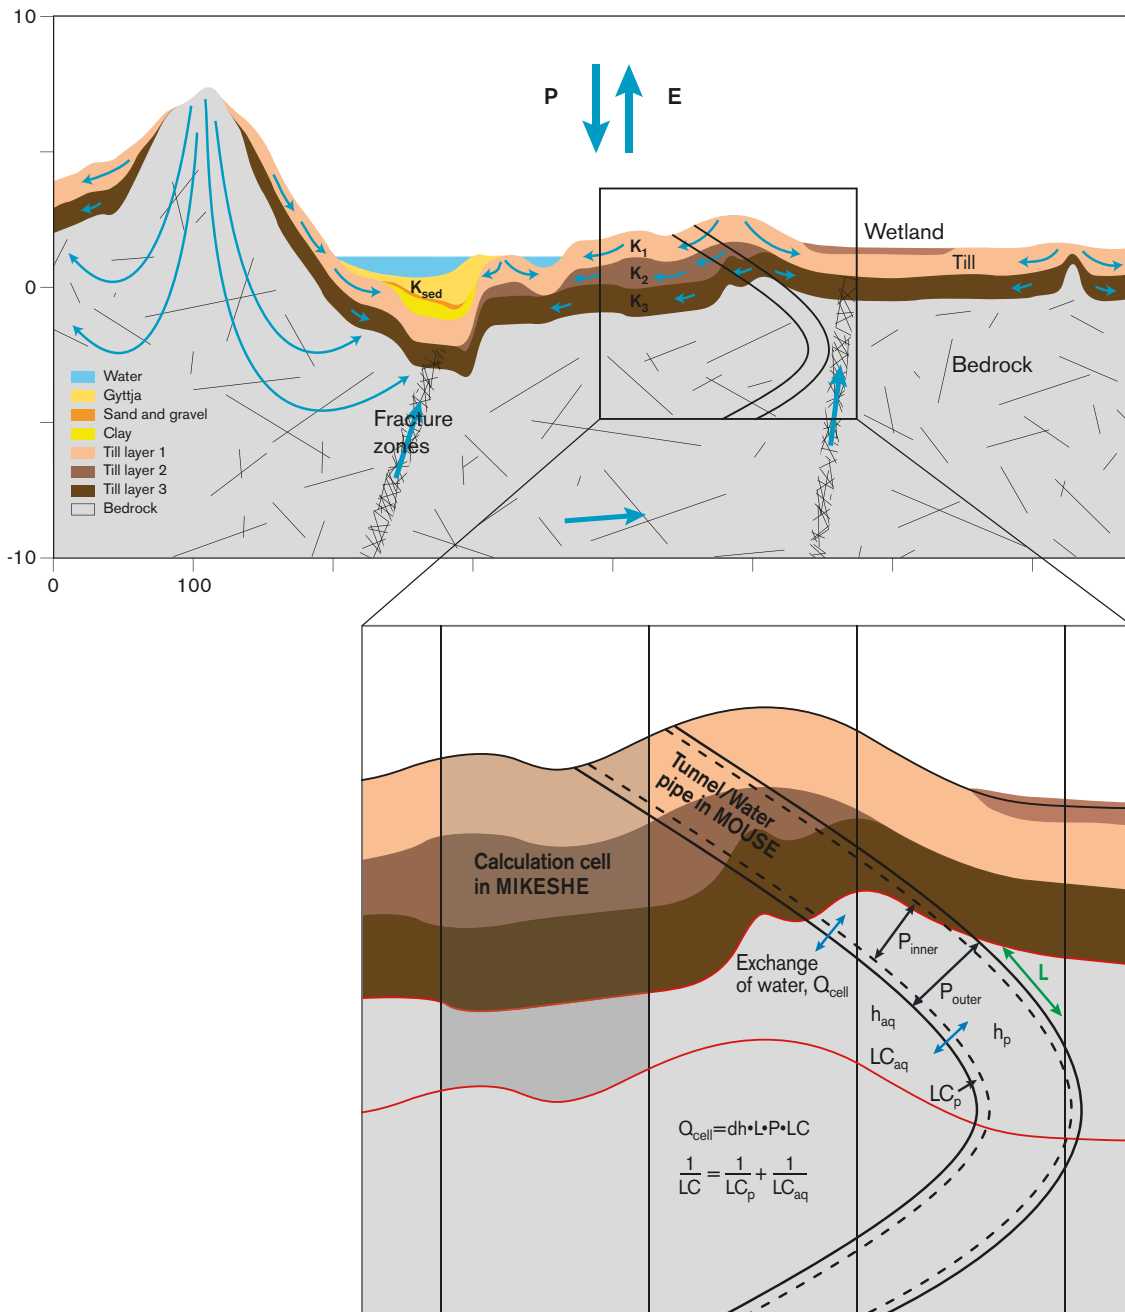 10
P
E
Wetland
K1
Till
K2
Ksed
0
K3
Bedrock
Water
Gyttja
Sand and gravel
Clay
Till layer 1
Till layer 2
Till layer 3
Bedrock
Fracture
zones
-10
0
100
Tunnel/Water
pipe in MOUSE
Calculation cell
in MIKESHE
Pinner
Exchange
of water, Qcell
L
Pouter
haq
hp
LCaq
LCp
Qcell=dh•L•P•LC
1/LC = 1/LCp + 1/LCaq